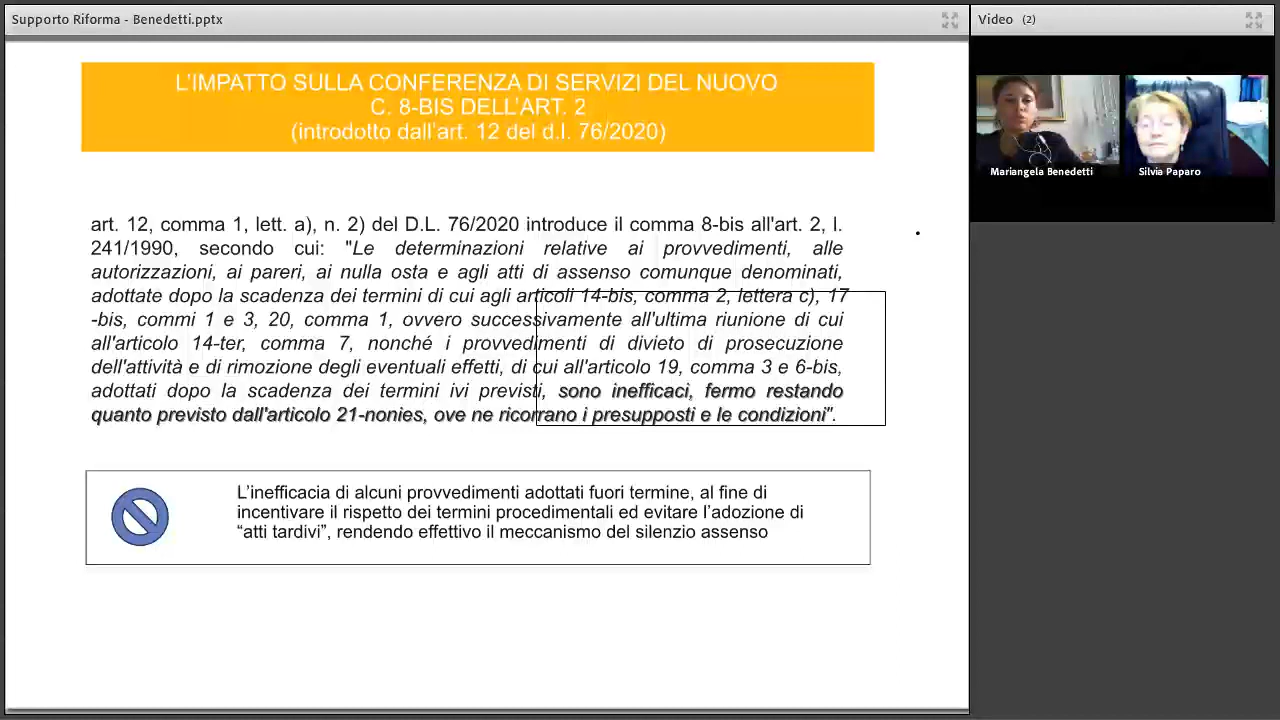 Supporto Riforma - Benedetti.pptx
Video (2)
L'IMPATTO SULLA CONFERENZA DI SERVIZI DEL NUOVO
C. 8-BIS DELL'ART. 2
(introdotto dall'art. 12 del d.l. 76/2020)
Mariangela Benedetti
Silvia Paparo
art. 12, comma 1, lett. a), n. 2) del D.L. 76/2020 introduce il comma 8-bis all'art. 2, l.
241/1990, secondo cui: "Le determinazioni relative ai provvedimenti, alle
autorizzazioni, ai pareri, ai nulla osta e agli atti di assenso comunque denominati,
adottate dopo la scadenza dei termini di cui agli articoli 14-bis, comma 2, lettera c), 17
-bis, commi 1 e 3, 20, comma 1, ovvero successivamente all'ultima riunione di cui
all'articolo 14-ter, comma 7, nonché i provvedimenti di divieto di prosecuzione
dell'attività e di rimozione degli eventuali effetti, di cui all'articolo 19, comma 3 e 6-bis,
adottati dopo la scadenza dei termini ivi previsti, sono inefficaci, fermo restando
quanto previsto dall'articolo 21-nonies, ove ne ricorrano i presupposti e le condizioni".
L'inefficacia di alcuni provvedimenti adottati fuori termine, al fine di
incentivare il rispetto dei termini procedimentali ed evitare l'adozione di
“atti tardivi”, rendendo effettivo il meccanismo del silenzio assenso